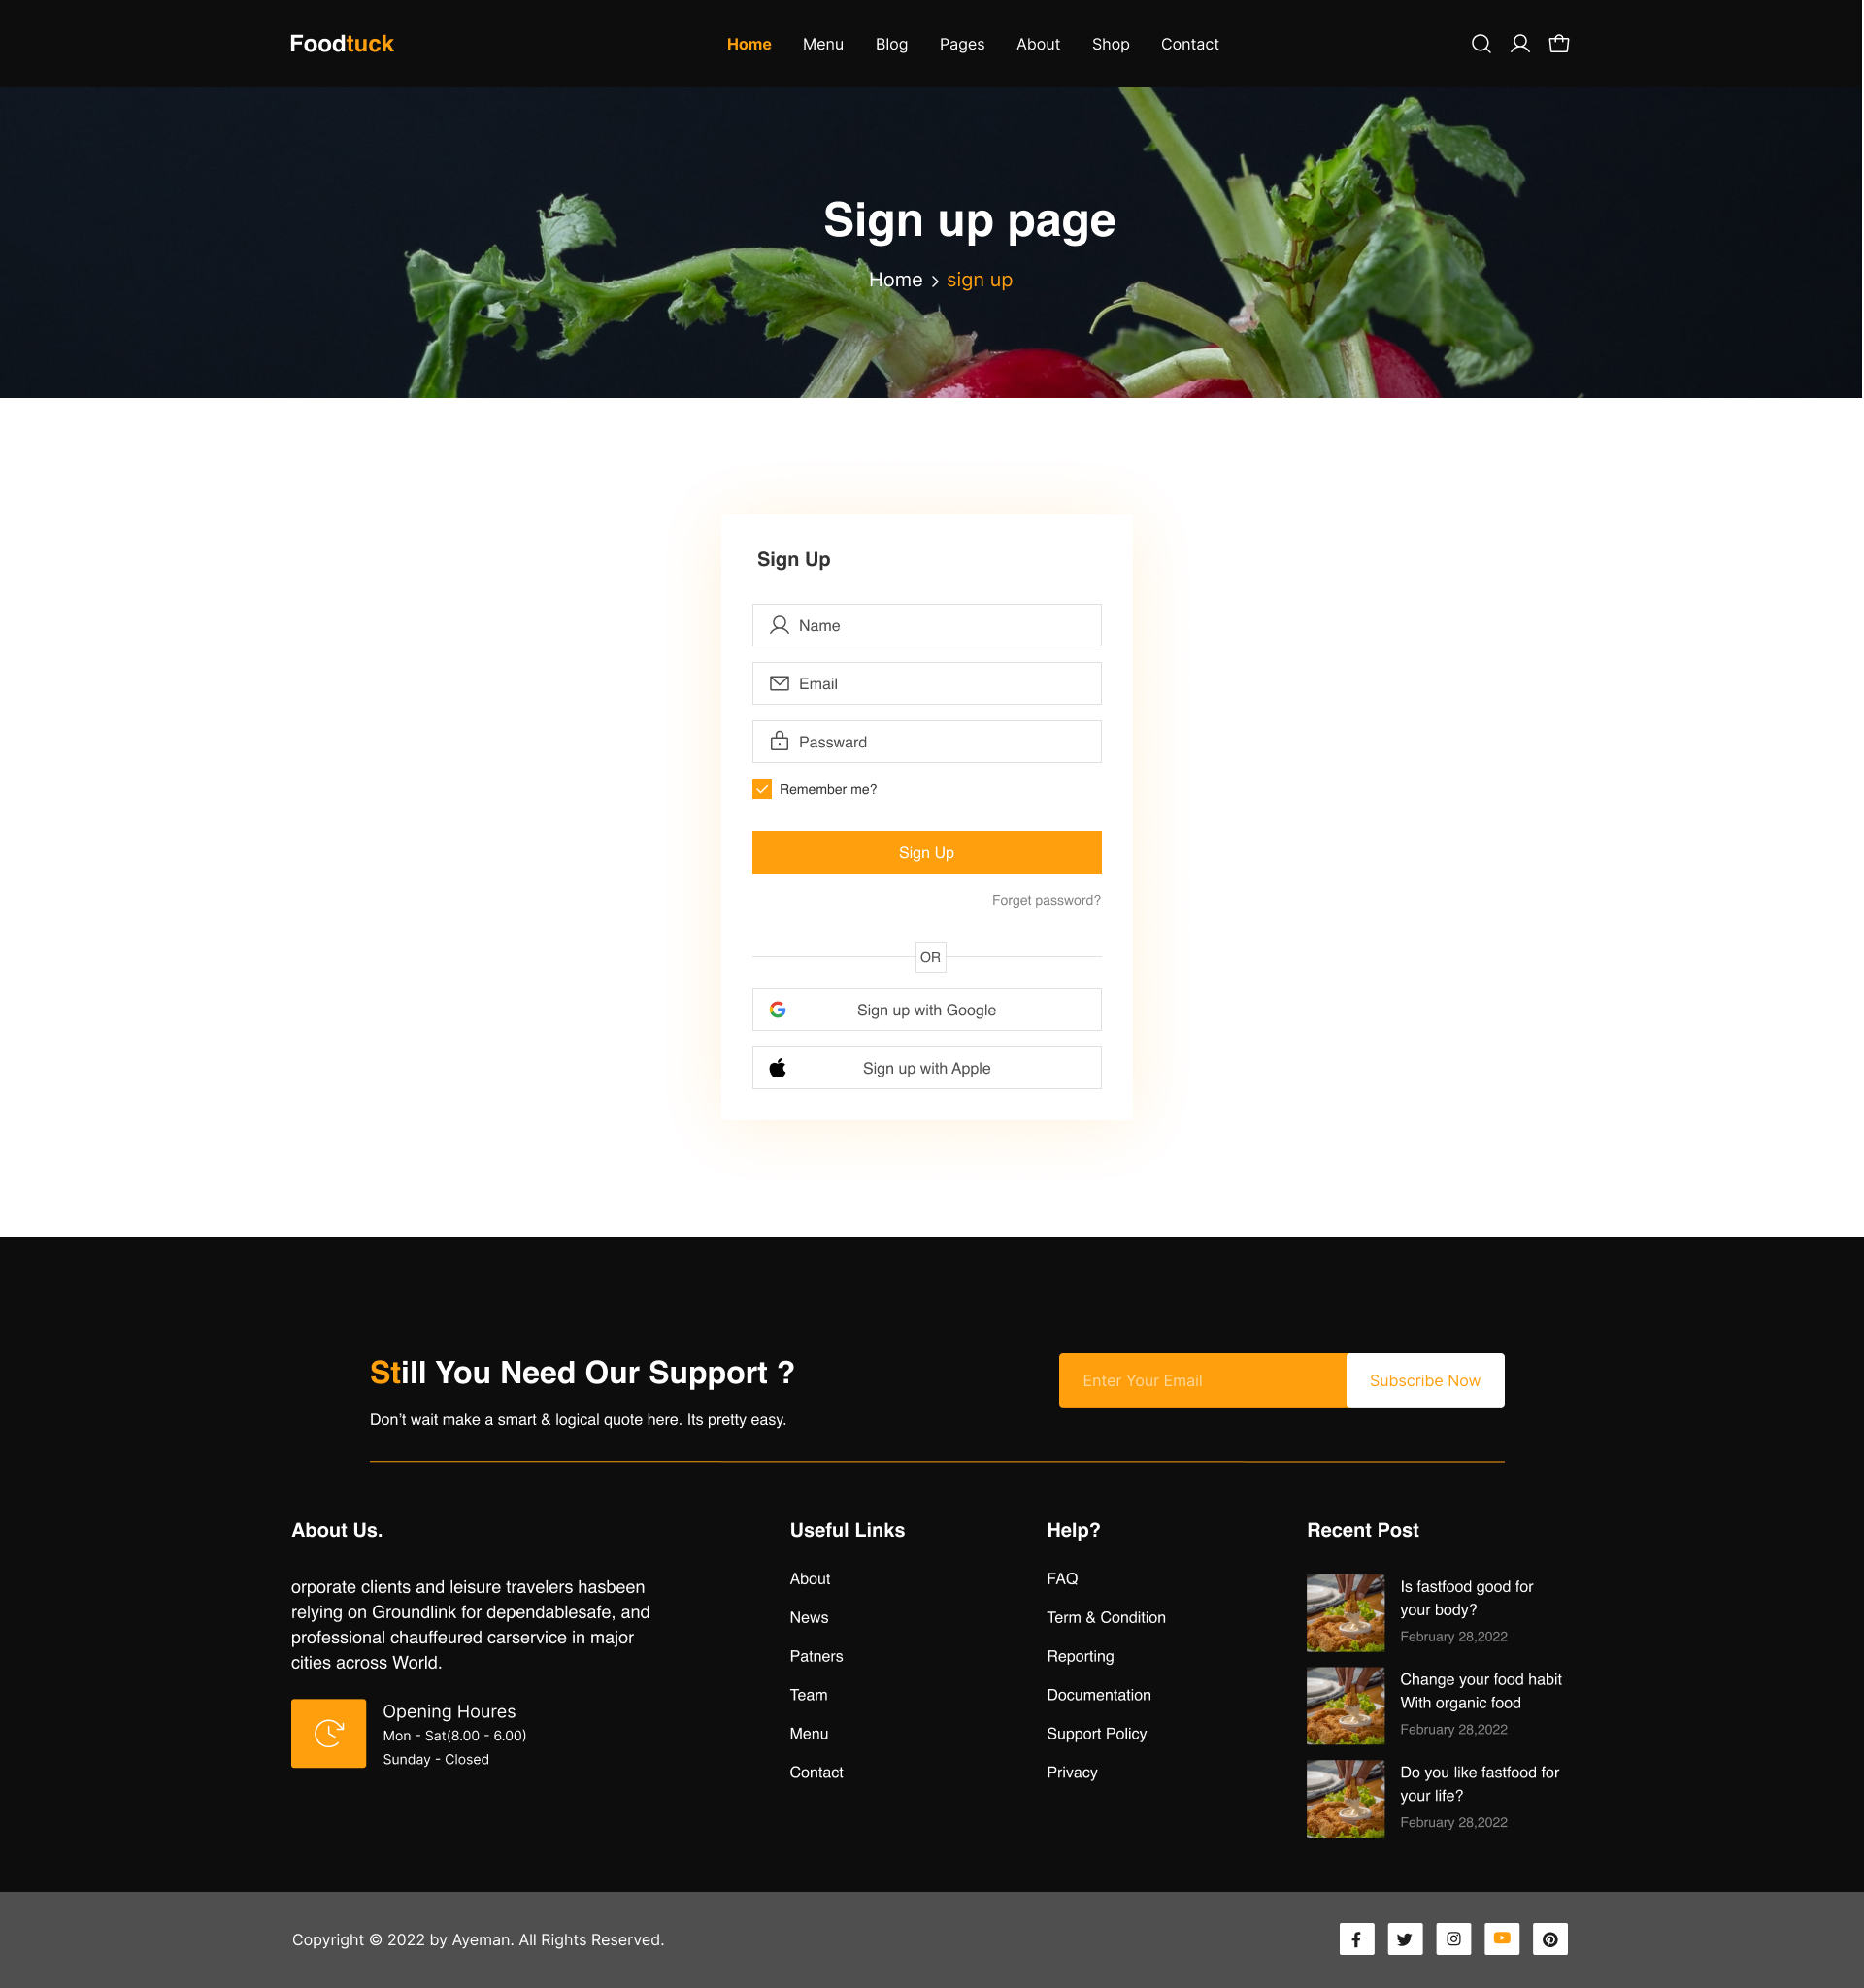 Foodtuck
Home Menu Blog Pages About Shop Contact
Sign up page
Home > sign up
Sign Up
Name
Email
Passward
Remember me?
Sign Up
Forget password?
OR
Sign up with Google
Sign up with Apple
Still You Need Our Support ?
Don’t wait make a smart & logical quote here. Its pretty easy.
Enter Your Email
Subscribe Now
About Us.
orporate clients and leisure travelers hasbeen
relying on Groundlink for dependablesafe, and
professional chauffeured carservice in major
cities across World.
Opening Houres
Mon - Sat(8.00 - 6.00)
Sunday - Closed
Useful Links
About
News
Patners
Team
Menu
Contact
Help?
FAQ
Term & Condition
Reporting
Documentation
Support Policy
Privacy
Recent Post
Is fastfood good for
your body?
February 28,2022
Change your food habit
With organic food
February 28,2022
Do you like fastfood for
your life?
February 28,2022
Copyright © 2022 by Ayeman. All Rights Reserved.